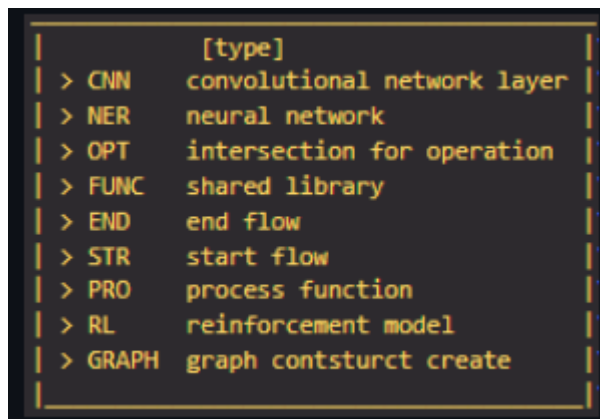 [type]
> CNN convolutional network layer
> NER neural network
> OPT intersection for operation
> FUNC shared library
> END end flow
> STR start flow
> PRO process function
> RL reinforcement model
> GRAPH graph contsturct create